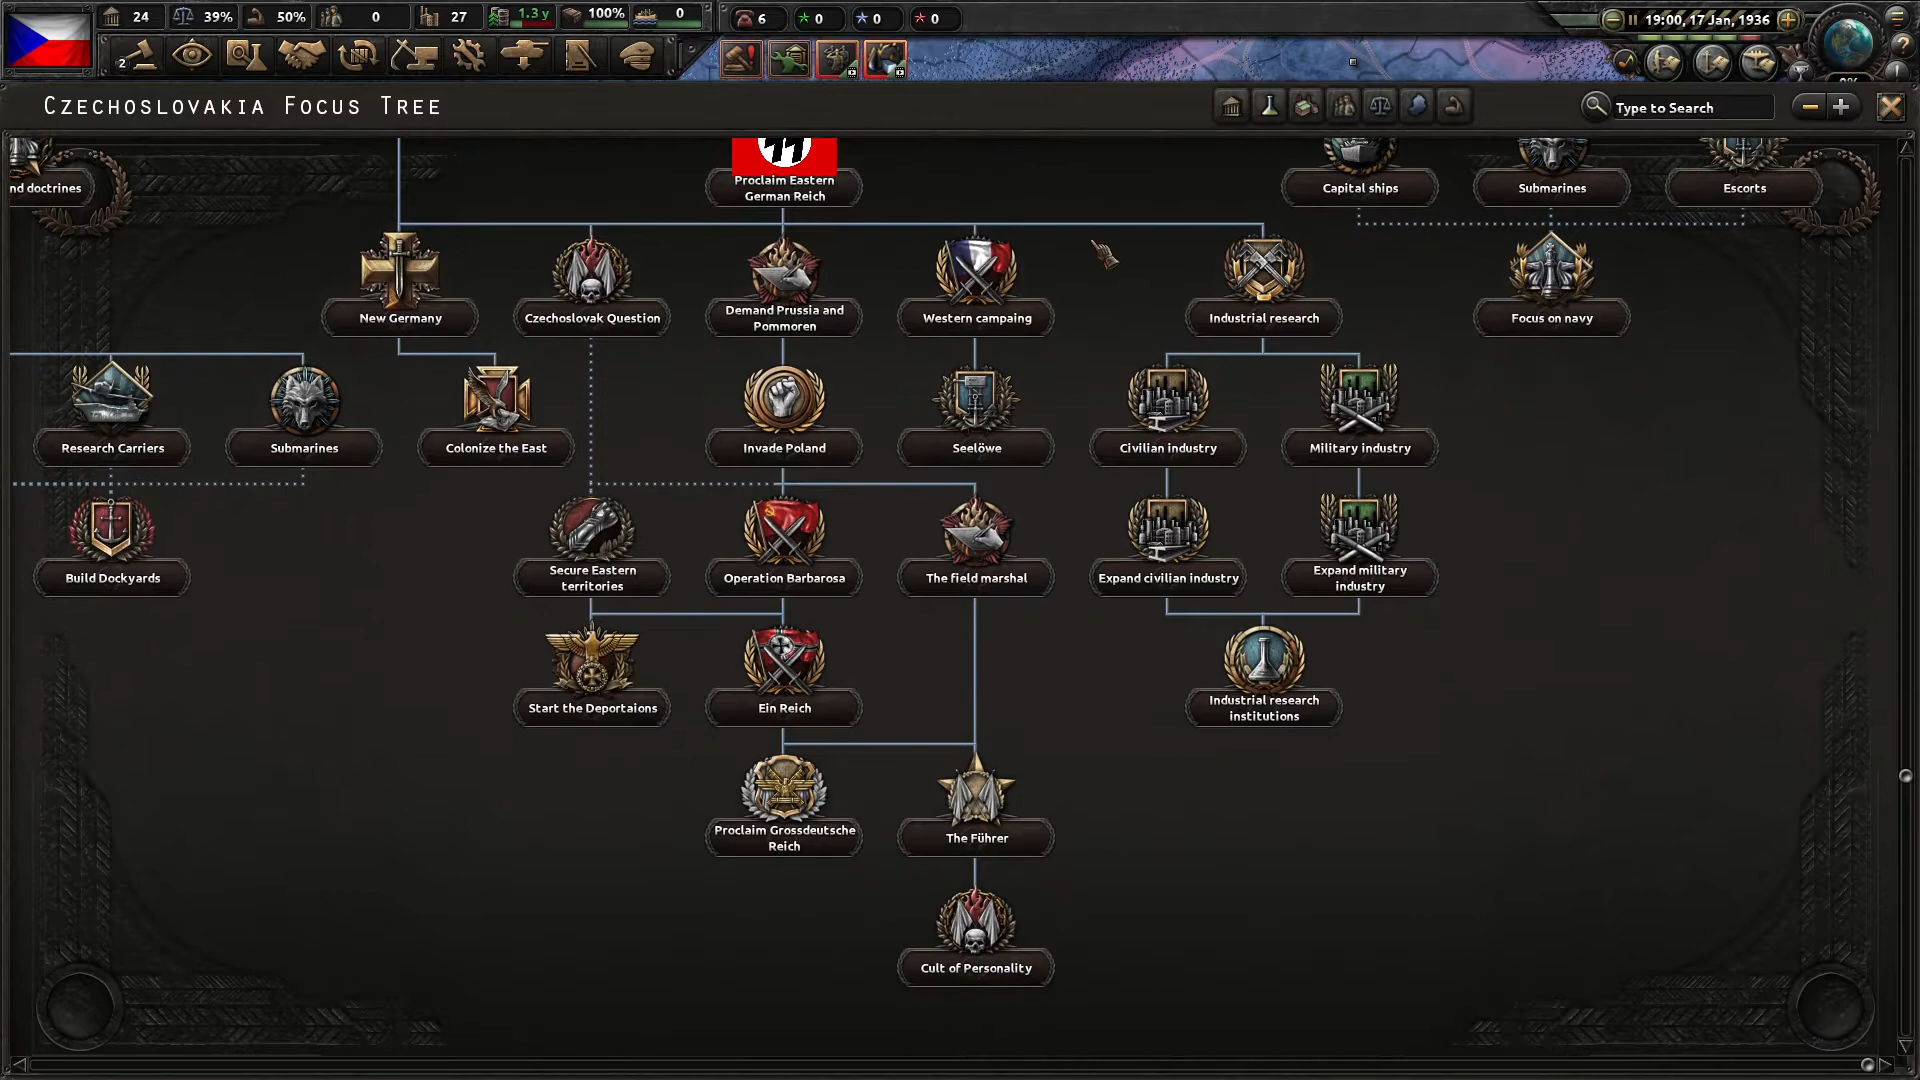 24
39%
50%
0
27
1.3 y
100%
0
6
0
0
0
19:00, 17 Jan, 1936
2
0%
CZECHOSLOVAKIA FOCUS TREE
Type to Search
nd doctrines
Proclaim Eastern
German Reich
Capital ships
Submarines
Escorts
New Germany
Czechoslovak Question
Demand Prussia and
Pommoren
Western campaing
Industrial research
Focus on navy
Research Carriers
Submarines
Colonize the East
Invade Poland
Seelöwe
Civilian industry
Military industry
Build Dockyards
Secure Eastern
territories
Operation Barbarosa
The field marshal
Expand civilian industry
Expand military
industry
Start the Deportaions
Ein Reich
Industrial research
institutions
Proclaim Grossdeutsche
Reich
The Führer
Cult of Personality